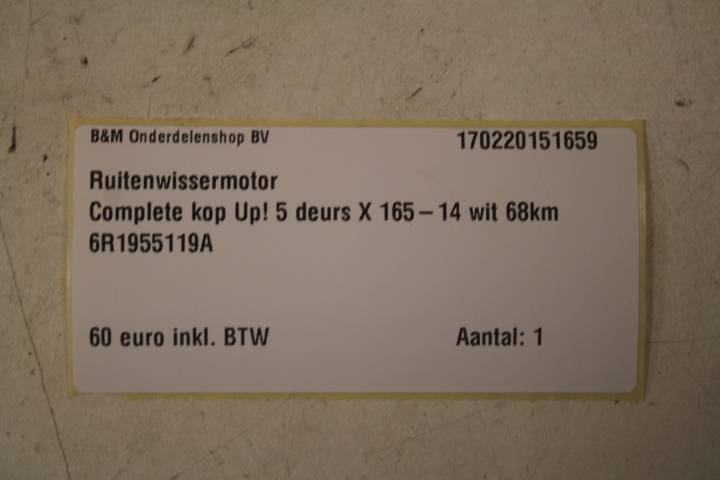 B&M Onderdelenshop BV 170220151659
Ruitenwissermotor
Complete kop Up! 5 deurs X 165-14 wit 68km
6R1955119A
60 euro inkl. BTW Aantal: 1